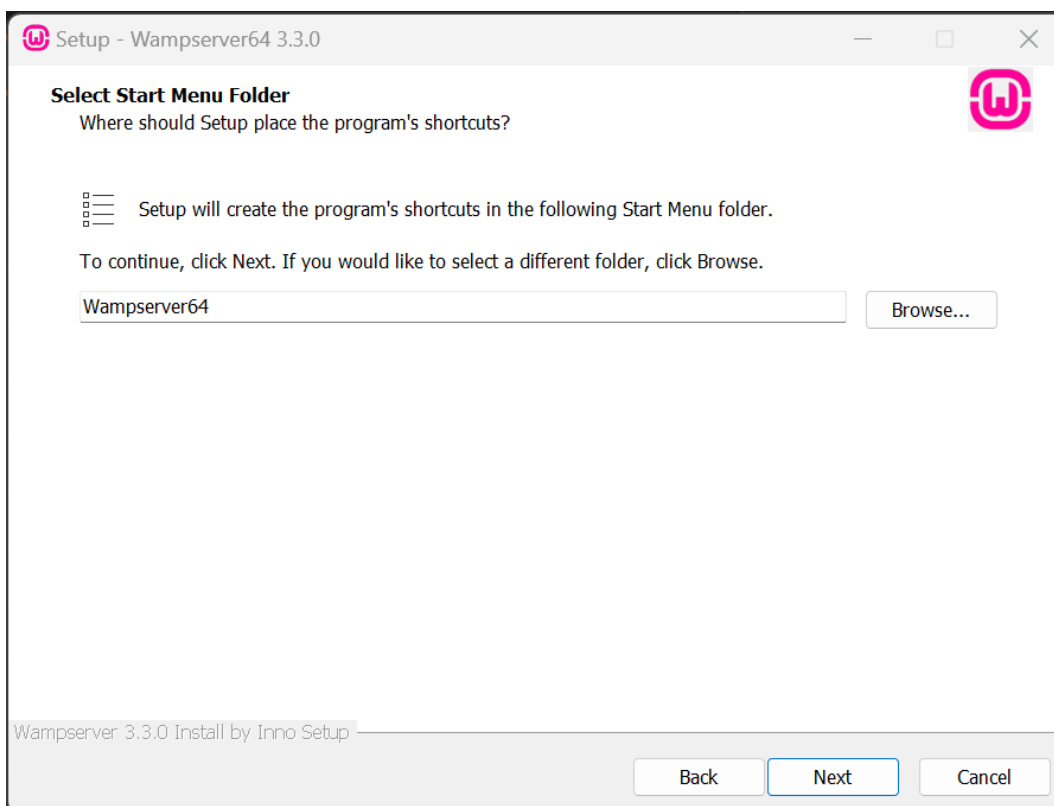 Setup - Wampserver64 3.3.0
Select Start Menu Folder
Where should Setup place the program's shortcuts?
Setup will create the program's shortcuts in the following Start Menu folder.
To continue, click Next. If you would like to select a different folder, click Browse.
Wampserver64
Browse...
Wampserver 3.3.0 Install by Inno Setup
Back
Next
Cancel